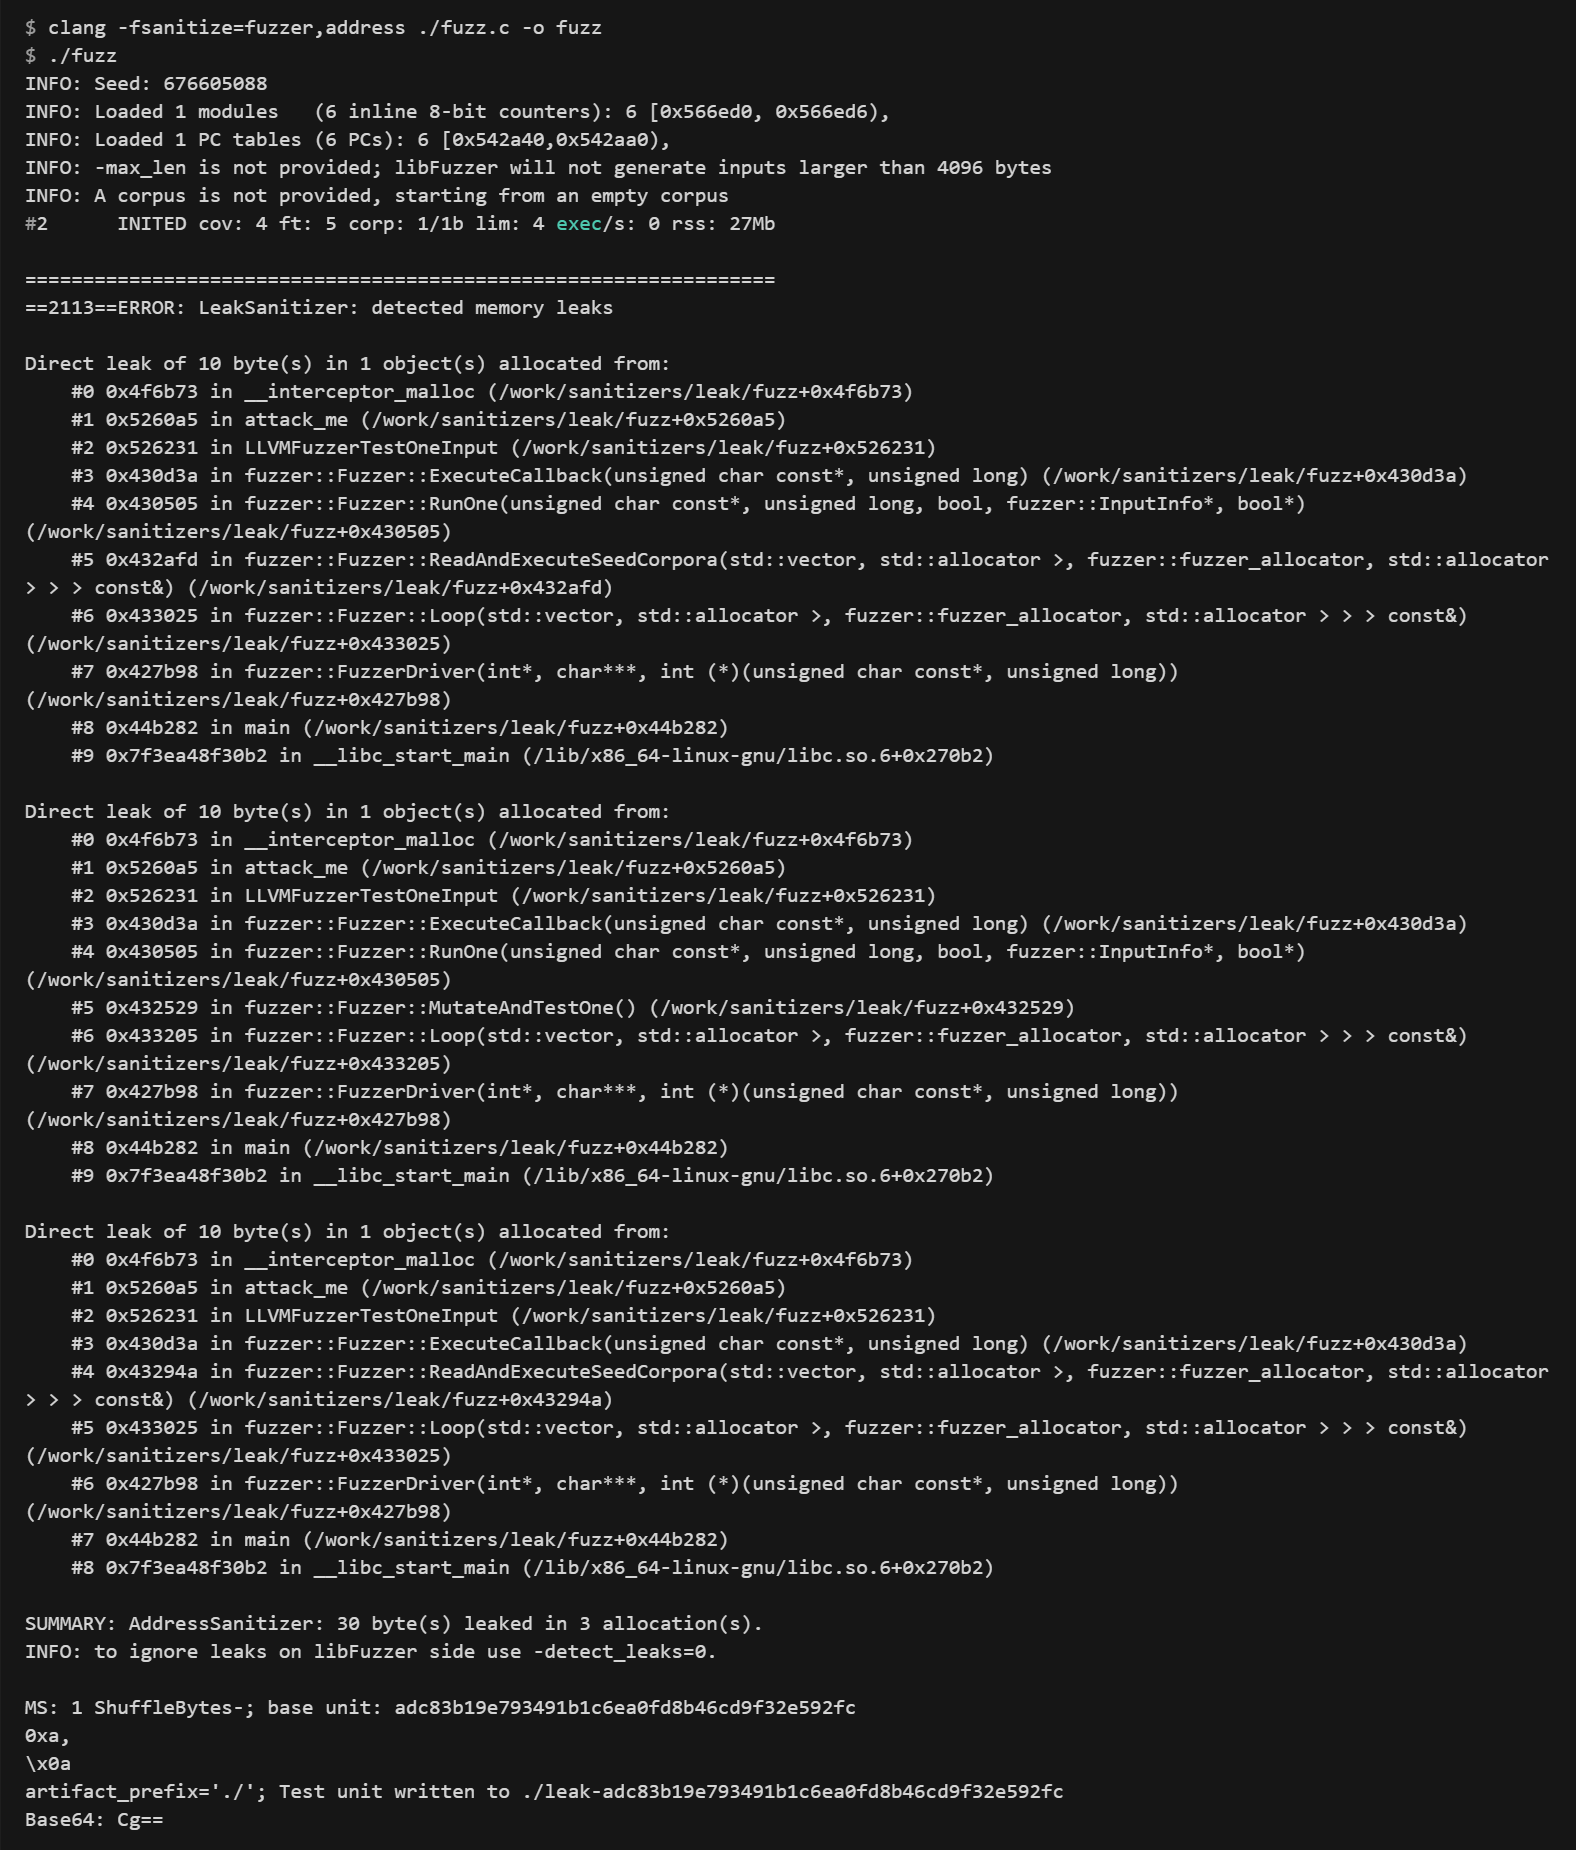 $ clang -fsanitize=fuzzer,address ./fuzz.c -o fuzz
$ ./fuzz
INFO: Seed: 676605088
INFO: Loaded 1 modules   (6 inline 8-bit counters): 6 [0x566ed0, 0x566ed6),
INFO: Loaded 1 PC tables (6 PCs): 6 [0x542a40,0x542aa0),
INFO: -max_len is not provided; libFuzzer will not generate inputs larger than 4096 bytes
INFO: A corpus is not provided, starting from an empty corpus
#2      INITED cov: 4 ft: 5 corp: 1/1b lim: 4 exec/s: 0 rss: 27Mb

=================================================================
==2113==ERROR: LeakSanitizer: detected memory leaks

Direct leak of 10 byte(s) in 1 object(s) allocated from:
    #0 0x4f6b73 in __interceptor_malloc (/work/sanitizers/leak/fuzz+0x4f6b73)
    #1 0x5260a5 in attack_me (/work/sanitizers/leak/fuzz+0x5260a5)
    #2 0x526231 in LLVMFuzzerTestOneInput (/work/sanitizers/leak/fuzz+0x526231)
    #3 0x430d3a in fuzzer::Fuzzer::ExecuteCallback(unsigned char const*, unsigned long) (/work/sanitizers/leak/fuzz+0x430d3a)
    #4 0x430505 in fuzzer::Fuzzer::RunOne(unsigned char const*, unsigned long, bool, fuzzer::InputInfo*, bool*)
(/work/sanitizers/leak/fuzz+0x430505)
    #5 0x432afd in fuzzer::Fuzzer::ReadAndExecuteSeedCorpora(std::vector, std::allocator >, fuzzer::fuzzer_allocator, std::allocator
> > > const&) (/work/sanitizers/leak/fuzz+0x432afd)
    #6 0x433025 in fuzzer::Fuzzer::Loop(std::vector, std::allocator >, fuzzer::fuzzer_allocator, std::allocator > > > const&)
(/work/sanitizers/leak/fuzz+0x433025)
    #7 0x427b98 in fuzzer::FuzzerDriver(int*, char***, int (*)(unsigned char const*, unsigned long))
(/work/sanitizers/leak/fuzz+0x427b98)
    #8 0x44b282 in main (/work/sanitizers/leak/fuzz+0x44b282)
    #9 0x7f3ea48f30b2 in __libc_start_main (/lib/x86_64-linux-gnu/libc.so.6+0x270b2)

Direct leak of 10 byte(s) in 1 object(s) allocated from:
    #0 0x4f6b73 in __interceptor_malloc (/work/sanitizers/leak/fuzz+0x4f6b73)
    #1 0x5260a5 in attack_me (/work/sanitizers/leak/fuzz+0x5260a5)
    #2 0x526231 in LLVMFuzzerTestOneInput (/work/sanitizers/leak/fuzz+0x526231)
    #3 0x430d3a in fuzzer::Fuzzer::ExecuteCallback(unsigned char const*, unsigned long) (/work/sanitizers/leak/fuzz+0x430d3a)
    #4 0x430505 in fuzzer::Fuzzer::RunOne(unsigned char const*, unsigned long, bool, fuzzer::InputInfo*, bool*)
(/work/sanitizers/leak/fuzz+0x430505)
    #5 0x432529 in fuzzer::Fuzzer::MutateAndTestOne() (/work/sanitizers/leak/fuzz+0x432529)
    #6 0x433205 in fuzzer::Fuzzer::Loop(std::vector, std::allocator >, fuzzer::fuzzer_allocator, std::allocator > > > const&)
(/work/sanitizers/leak/fuzz+0x433205)
    #7 0x427b98 in fuzzer::FuzzerDriver(int*, char***, int (*)(unsigned char const*, unsigned long))
(/work/sanitizers/leak/fuzz+0x427b98)
    #8 0x44b282 in main (/work/sanitizers/leak/fuzz+0x44b282)
    #9 0x7f3ea48f30b2 in __libc_start_main (/lib/x86_64-linux-gnu/libc.so.6+0x270b2)

Direct leak of 10 byte(s) in 1 object(s) allocated from:
    #0 0x4f6b73 in __interceptor_malloc (/work/sanitizers/leak/fuzz+0x4f6b73)
    #1 0x5260a5 in attack_me (/work/sanitizers/leak/fuzz+0x5260a5)
    #2 0x526231 in LLVMFuzzerTestOneInput (/work/sanitizers/leak/fuzz+0x526231)
    #3 0x430d3a in fuzzer::Fuzzer::ExecuteCallback(unsigned char const*, unsigned long) (/work/sanitizers/leak/fuzz+0x430d3a)
    #4 0x43294a in fuzzer::Fuzzer::ReadAndExecuteSeedCorpora(std::vector, std::allocator >, fuzzer::fuzzer_allocator, std::allocator
> > > const&) (/work/sanitizers/leak/fuzz+0x43294a)
    #5 0x433025 in fuzzer::Fuzzer::Loop(std::vector, std::allocator >, fuzzer::fuzzer_allocator, std::allocator > > > const&)
(/work/sanitizers/leak/fuzz+0x433025)
    #6 0x427b98 in fuzzer::FuzzerDriver(int*, char***, int (*)(unsigned char const*, unsigned long))
(/work/sanitizers/leak/fuzz+0x427b98)
    #7 0x44b282 in main (/work/sanitizers/leak/fuzz+0x44b282)
    #8 0x7f3ea48f30b2 in __libc_start_main (/lib/x86_64-linux-gnu/libc.so.6+0x270b2)

SUMMARY: AddressSanitizer: 30 byte(s) leaked in 3 allocation(s).
INFO: to ignore leaks on libFuzzer side use -detect_leaks=0.

MS: 1 ShuffleBytes-; base unit: adc83b19e793491b1c6ea0fd8b46cd9f32e592fc
0xa,
\x0a
artifact_prefix='./'; Test unit written to ./leak-adc83b19e793491b1c6ea0fd8b46cd9f32e592fc
Base64: Cg==